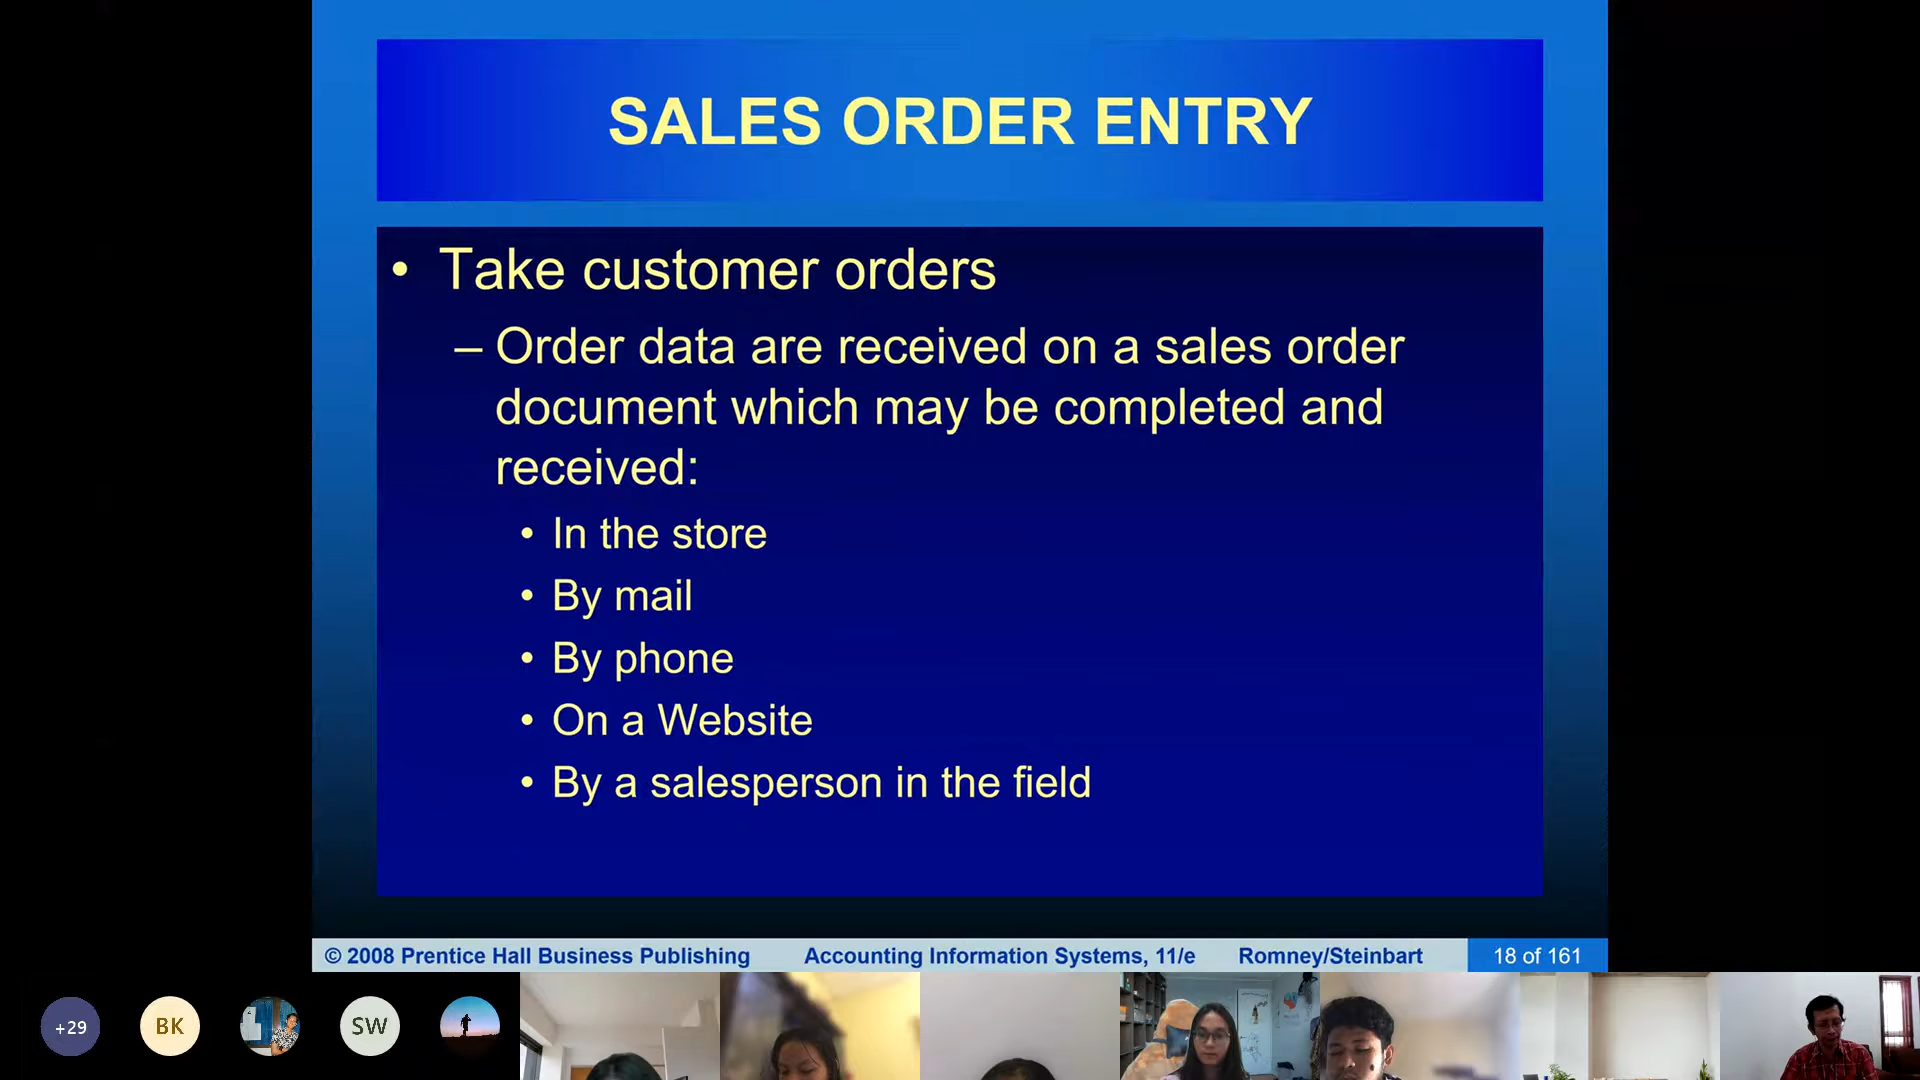 SALES ORDER ENTRY
• Take customer orders
– Order data are received on a sales order
document which may be completed and
received:
• In the store
• By mail
• By phone
• On a Website
• By a salesperson in the field
© 2008 Prentice Hall Business Publishing Accounting Information Systems, 11/e Romney/Steinbart 18 of 161
+29 BK SW